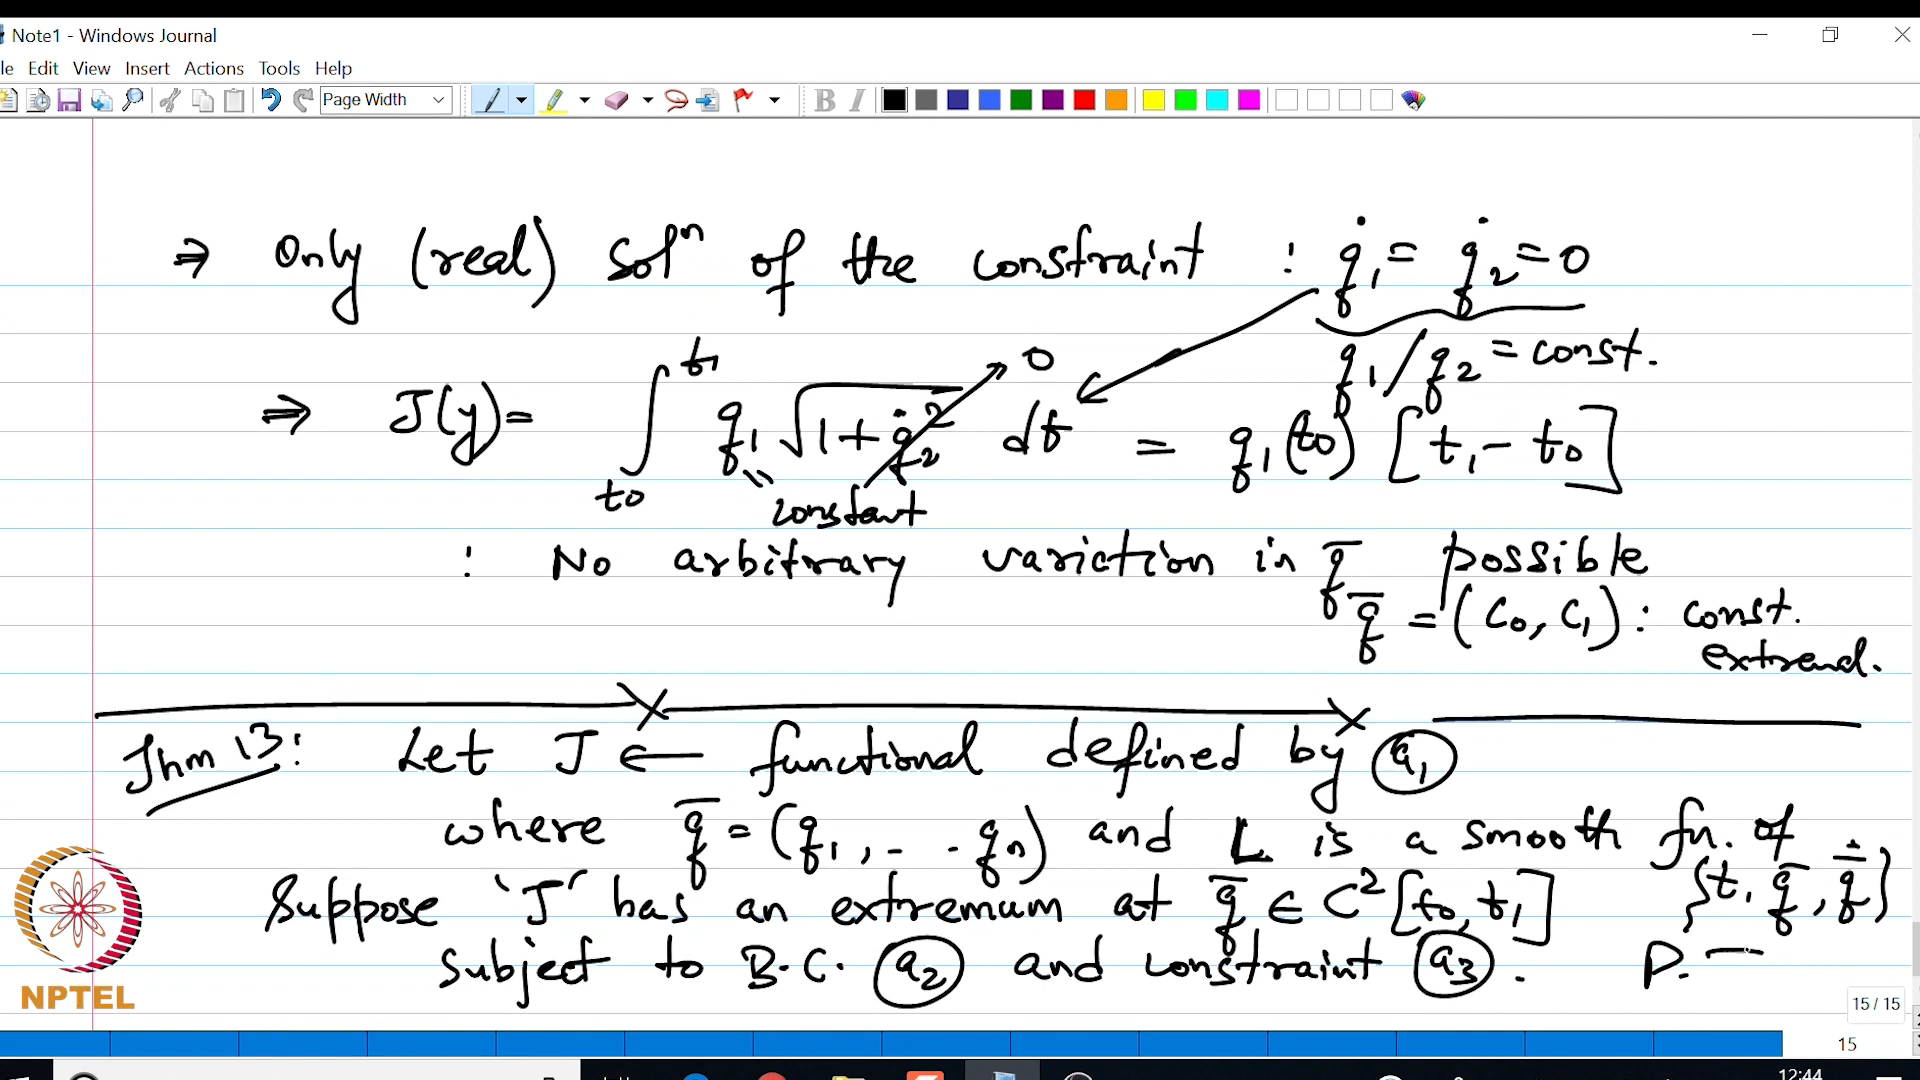 Note1 - Windows Journal
le Edit View Insert Actions Tools Help
Page Width
B I
⇒ Only (real) solⁿ of the constraint : q̇₁ = q̇₂ = 0
q₁/q₂ = const.
⇒ J(y) = ∫_{t₀}^{t₁} q₁ √(1 + q̇₂²) dt = q₁(t₀) [t₁ - t₀]
0
constant
: No arbitrary variation in q̄ possible
q̄ = (C₀, C₁) : const.
extremal.
Thm 13: Let J ← functional defined by (a₁)
where q̄ = (q₁, - - qₙ) and L is a smooth fn. of
{t, q̄, q̄̇}
Suppose 'J' has an extremum at q̄ ∈ C²[t₀, t₁]
subject to B.C. (a₂) and constraint (a₃).
NPTEL
15 / 15
15
12:44